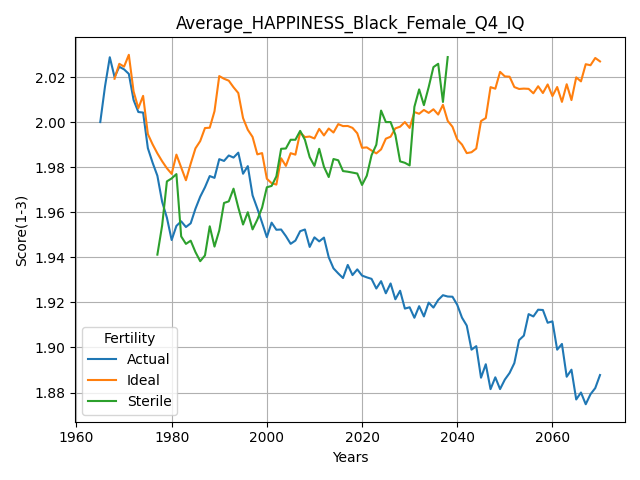 Average_HAPPINESS_Black_Female_Q4_IQ
Score(1-3)
2.02
2.00
1.98
1.96
1.94
1.92
1.90
1.88
Fertility
Actual
Ideal
Sterile
1960 1980 2000 2020 2040 2060
Years